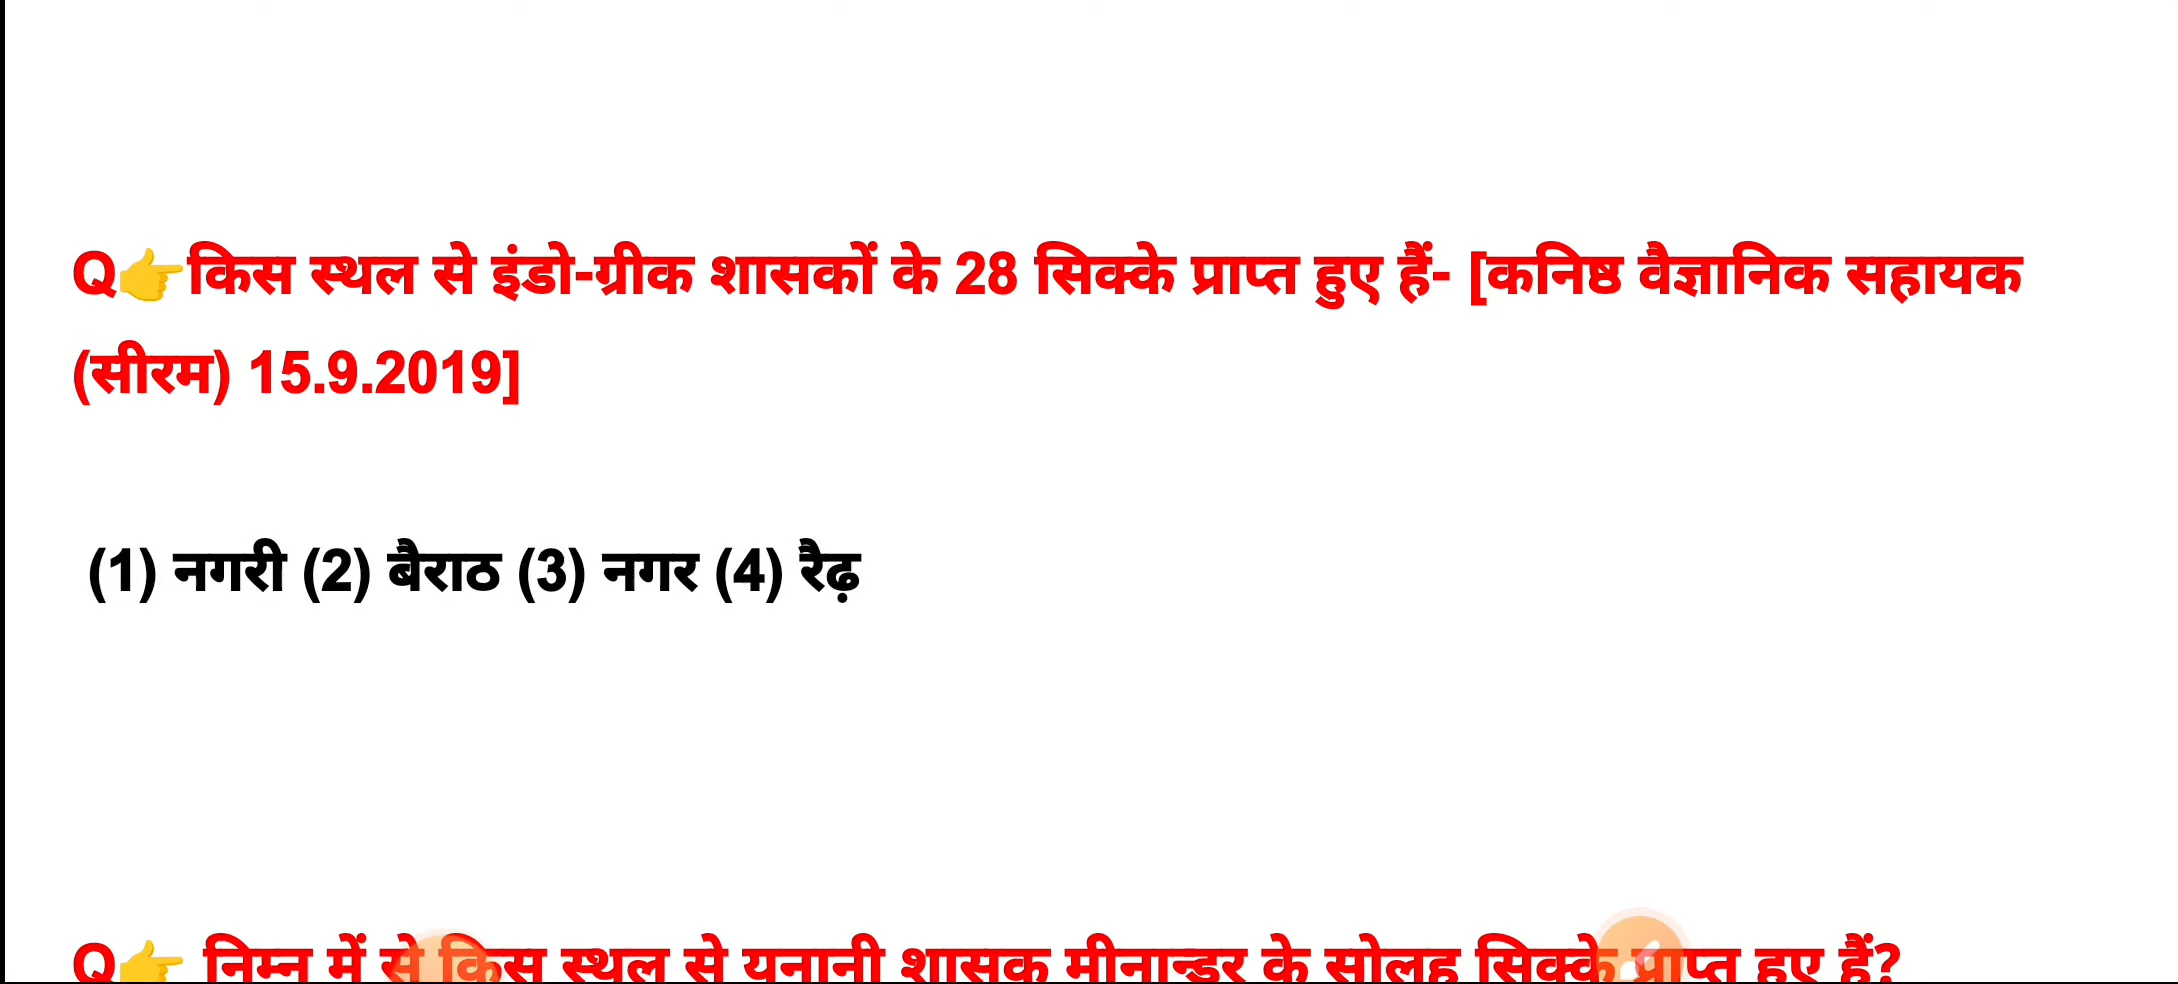 Q👉किस स्थल से इंडो-ग्रीक शासकों के 28 सिक्के प्राप्त हुए हैं- [कनिष्ठ वैज्ञानिक सहायक
(सीरम) 15.9.2019]
(1) नगरी (2) बैराठ (3) नगर (4) रैढ़
Q👉 निम्न में से किस स्थल से यूनानी शासक मीनान्डर के सोलह सिक्के प्राप्त हुए हैं?